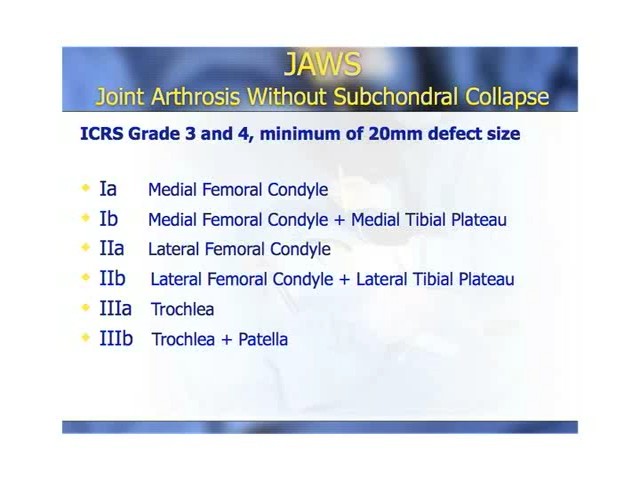 JAWS
Joint Arthrosis Without Subchondral Collapse
ICRS Grade 3 and 4, minimum of 20mm defect size
Ia Medial Femoral Condyle
Ib Medial Femoral Condyle + Medial Tibial Plateau
IIa Lateral Femoral Condyle
IIb Lateral Femoral Condyle + Lateral Tibial Plateau
IIIa Trochlea
IIIb Trochlea + Patella